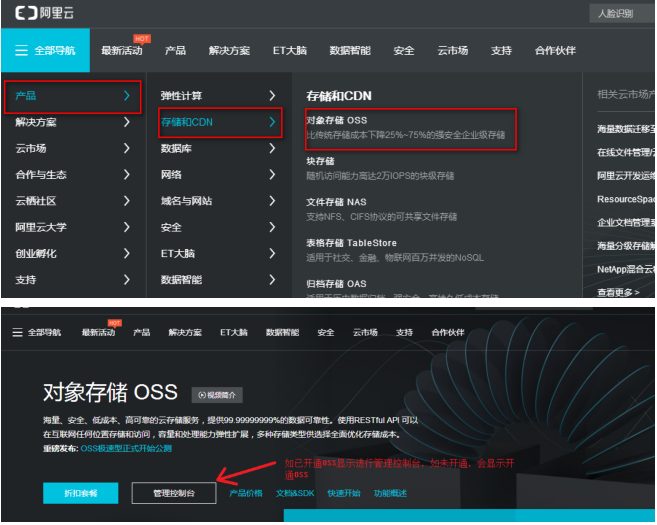 阿里云
人脸识别
全部导航 最新活动 HOT 产品 解决方案 ET大脑 数据智能 安全 云市场 支持 合作伙伴
产品
解决方案
云市场
合作与生态
云栖社区
阿里云大学
创业孵化
支持
弹性计算
存储和CDN
数据库
网络
域名与网站
安全
ET大脑
数据智能
存储和CDN
对象存储 OSS
比传统存储成本下降25%~75%的强安全企业级存储
块存储
随机访问能力高达2万IOPS的块级存储
文件存储 NAS
支持NFS、CIFS协议的可共享文件存储
表格存储 TableStore
适用于社交、金融、物联网百万并发的NoSQL
归档存储 OAS
相关云市场产
海量数据迁移至
在线文件管理/
阿里云开发运维
ResourceSpac
企业文档管理
海量分级存储解
NetApp混合云
查看更多 >
全部导航 最新活动 HOT 产品 解决方案 ET大脑 数据智能 安全 云市场 支持 合作伙伴
对象存储 OSS 视频简介
海量、安全、低成本、高可靠的云存储服务，提供99.99999999%的数据可靠性。使用RESTful API 可以
在互联网任何位置存储和访问，容量和处理能力弹性扩展，多种存储类型供选择全面优化存储成本。
重磅发布: OSS极速型正式开始公测
如已开通oss显示进行管理控制台，如未开通，会显示开
通oss
折扣套餐 管理控制台 产品价格 文档&SDK 快速开始 功能概述